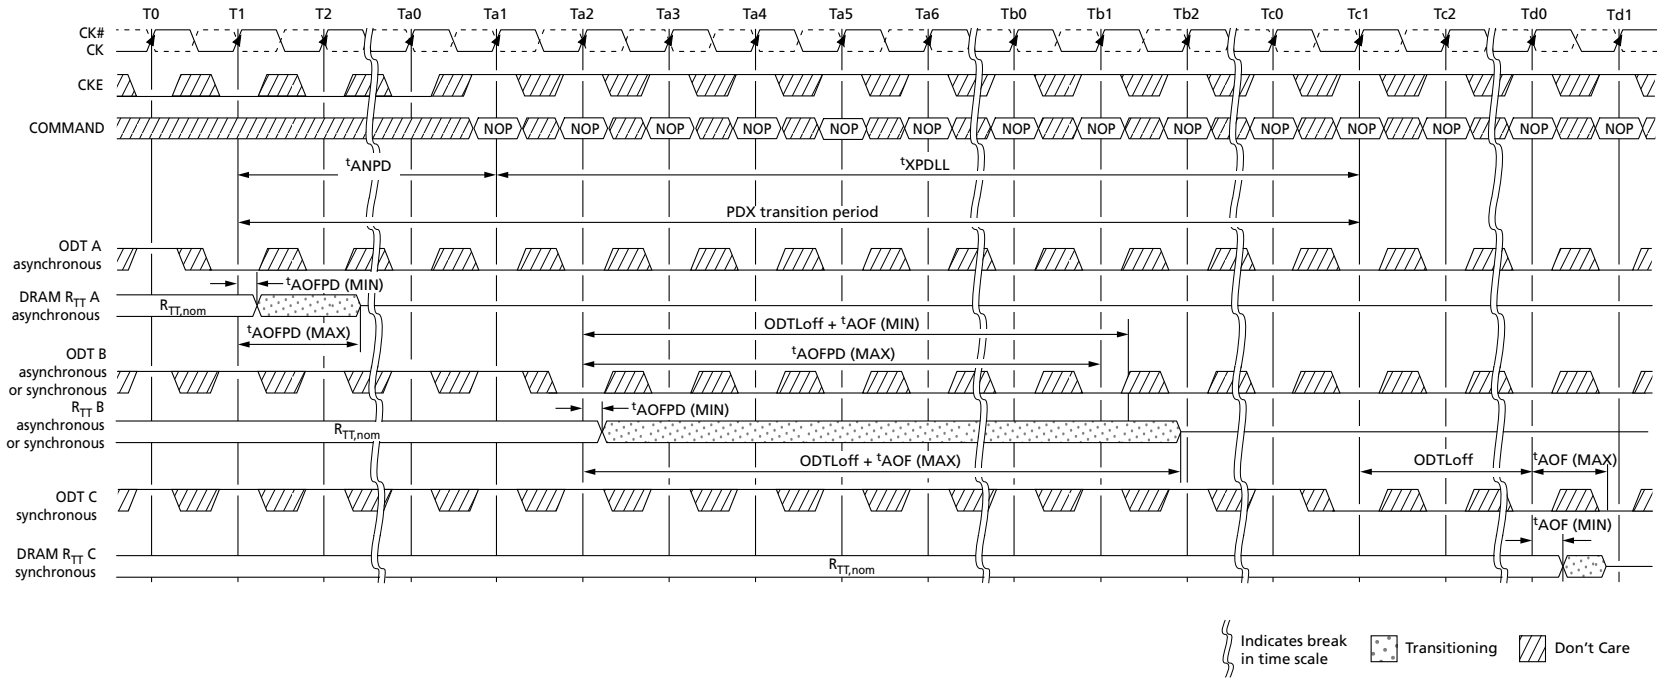 T0 T1 T2 Ta0 Ta1 Ta2 Ta3 Ta4 Ta5 Ta6 Tb0 Tb1 Tb2 Tc0 Tc1 Tc2 Td0 Td1
CK#
CK
CKE
COMMAND NOP NOP NOP NOP NOP NOP NOP NOP NOP NOP NOP NOP NOP NOP
tANPD tXPDLL
PDX transition period
ODT A
asynchronous
tAOFPD (MIN)
DRAM RTT A
asynchronous
RTT,nom
tAOFPD (MAX)
ODTLoff + tAOF (MIN)
tAOFPD (MAX)
ODT B
asynchronous
or synchronous
tAOFPD (MIN)
RTT B
asynchronous
or synchronous
RTT,nom
ODTLoff + tAOF (MAX)
ODTLoff tAOF (MAX)
ODT C
synchronous
tAOF (MIN)
DRAM RTT C
synchronous
RTT,nom
Indicates break
in time scale
Transitioning
Don't Care